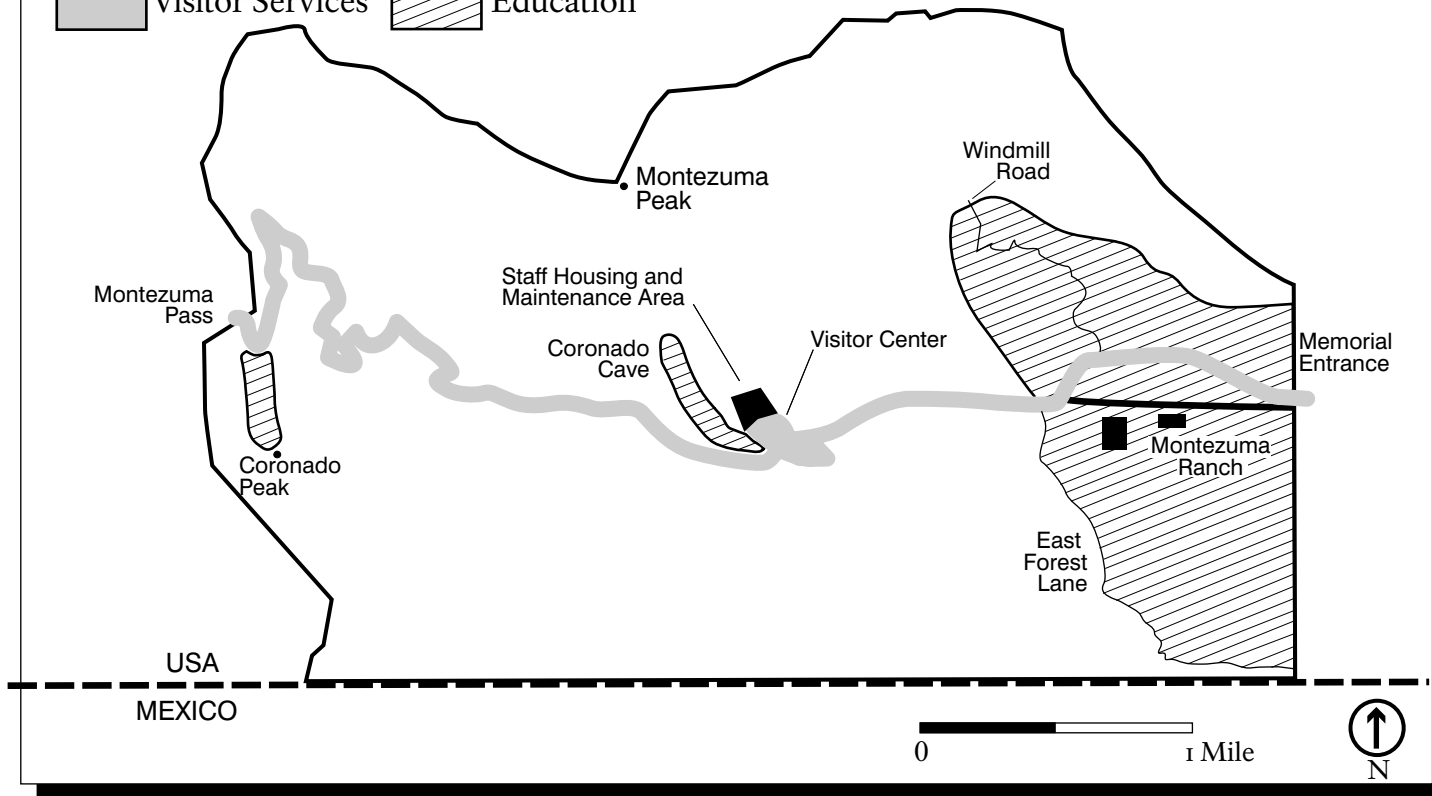 Visitor Services
Education
Windmill
Road
Montezuma
Peak
Staff Housing and
Maintenance Area
Montezuma
Pass
Visitor Center
Memorial
Entrance
Coronado
Cave
Montezuma
Ranch
Coronado
Peak
East
Forest
Lane
USA
MEXICO
0
1 Mile
N